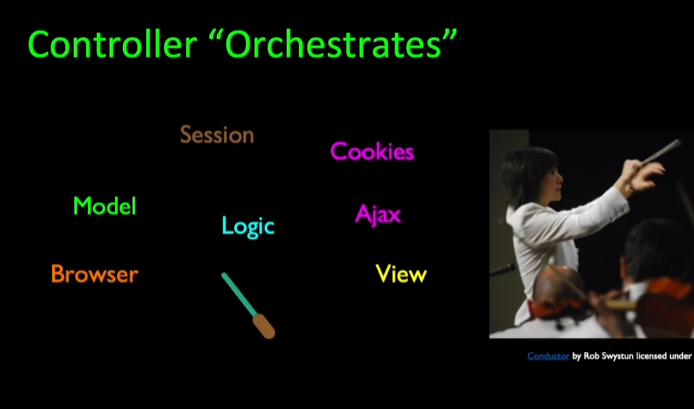 Controller “Orchestrates”
Session
Cookies
Model
Ajax
Logic
Browser
View
Conductor by Rob Swystun licensed under